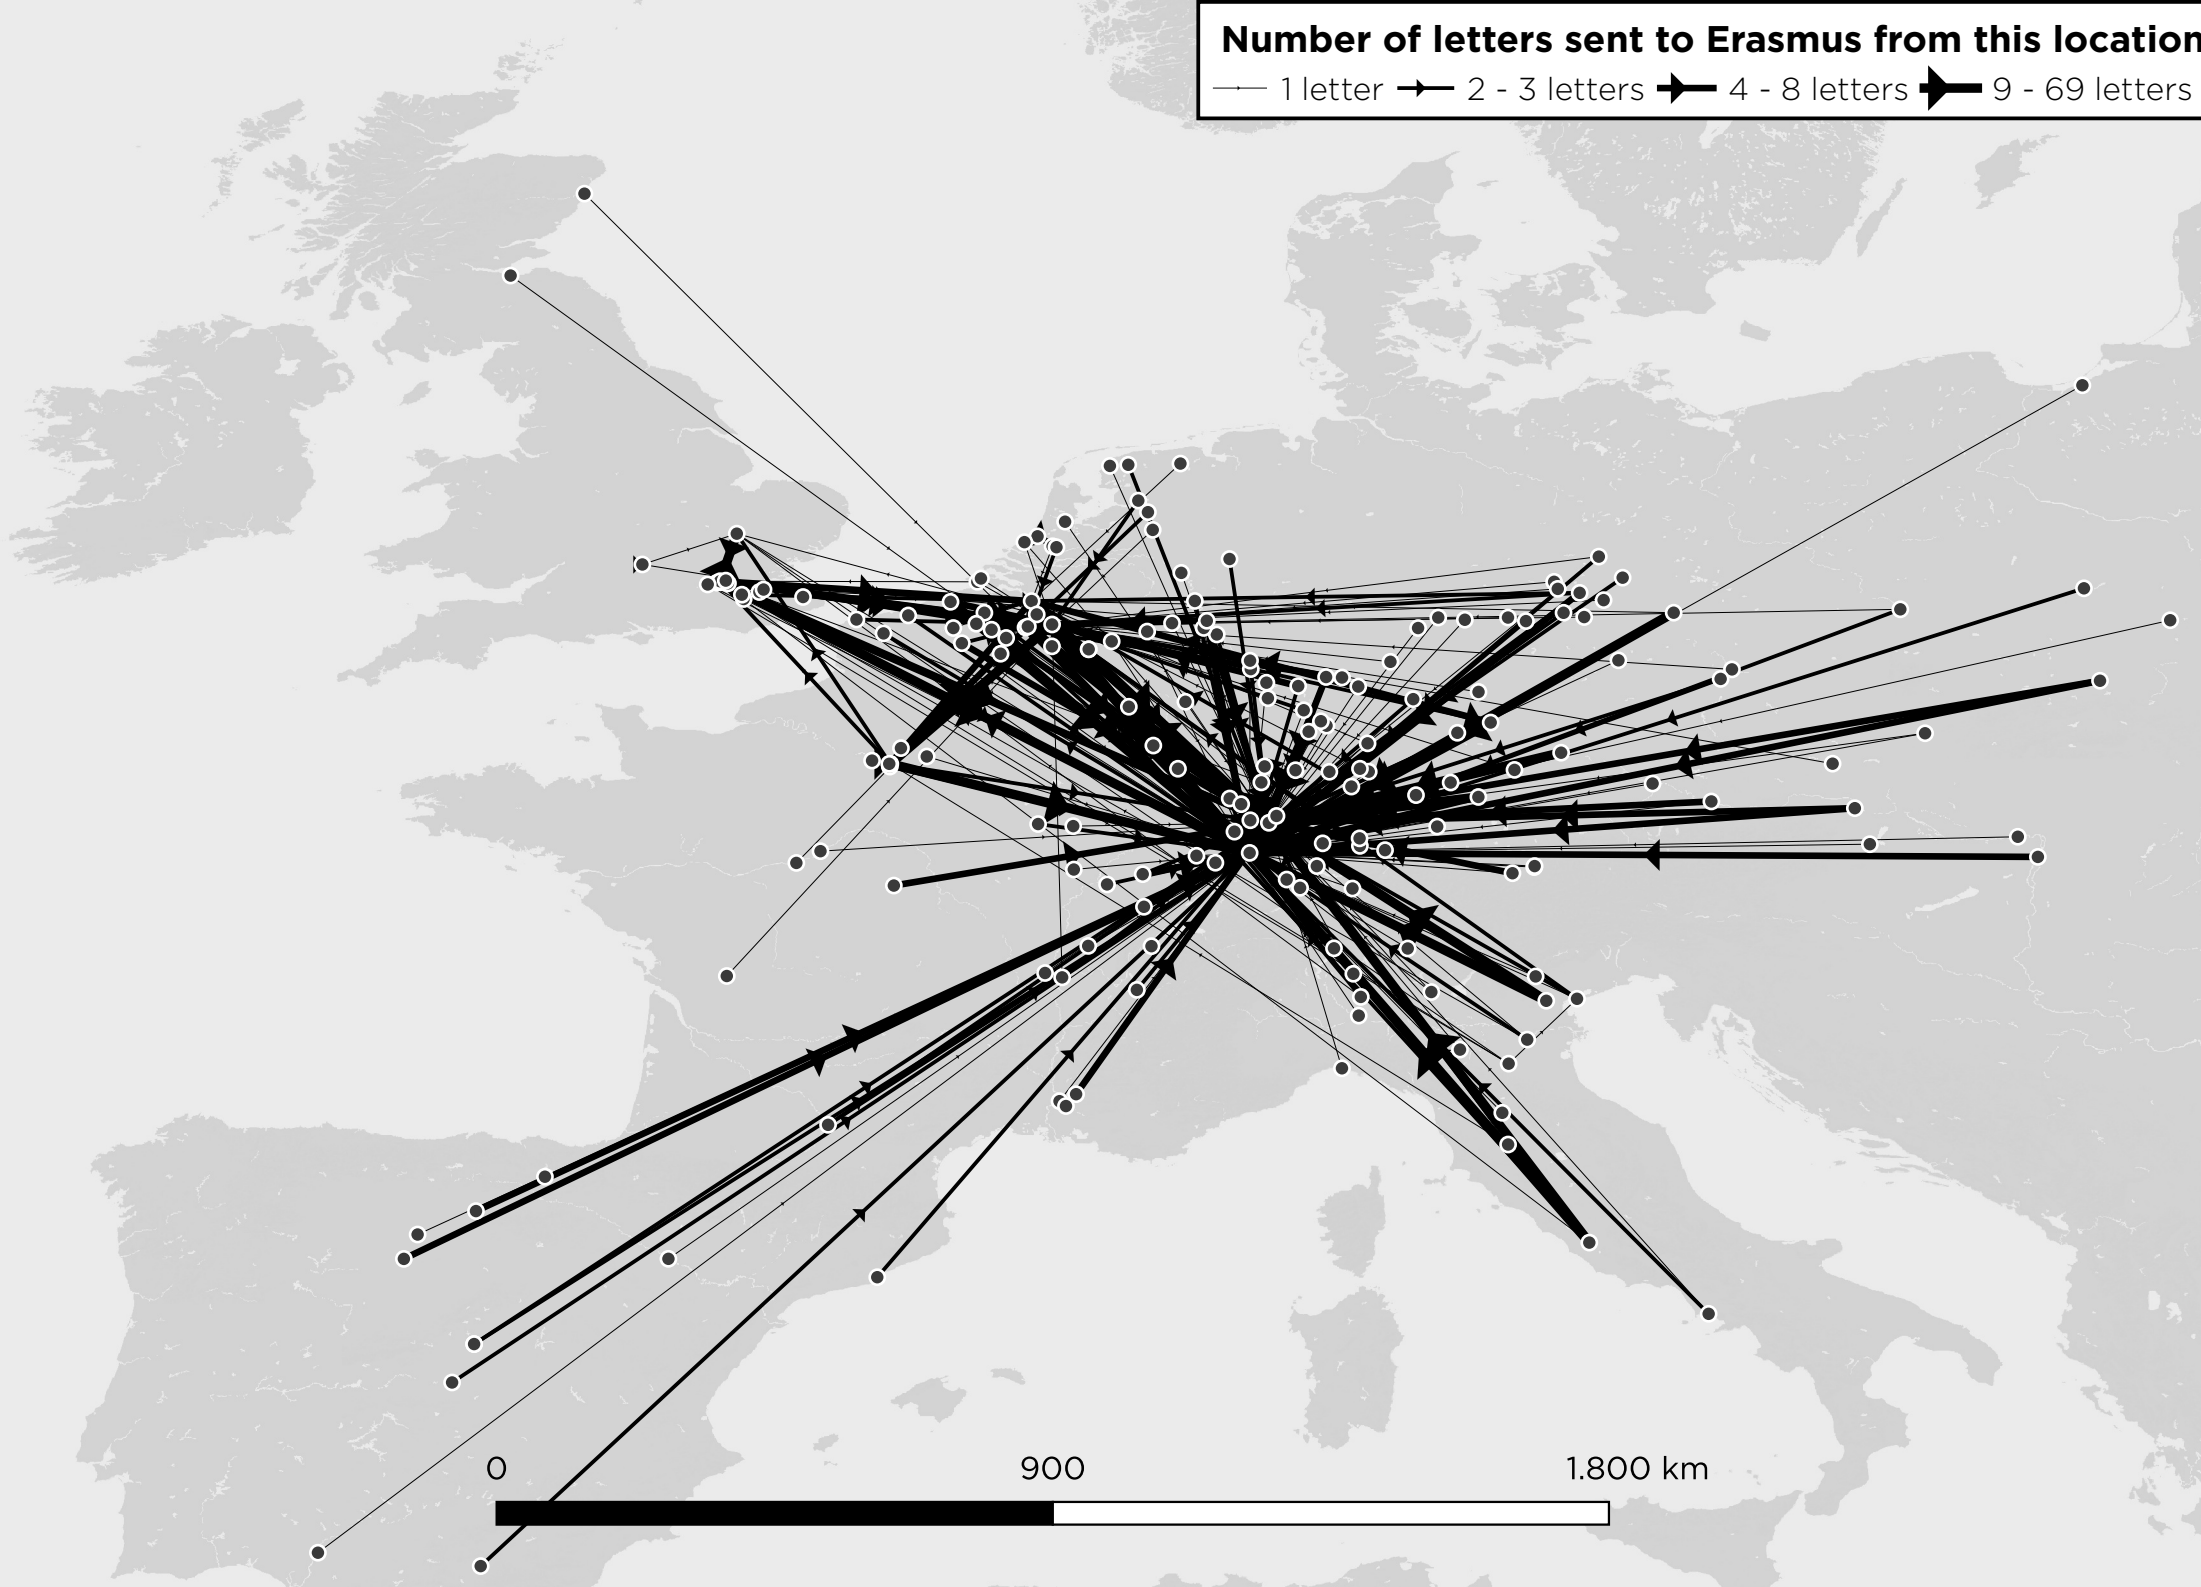 Number of letters sent to Erasmus from this location
1 letter 2 - 3 letters 4 - 8 letters 9 - 69 letters
0 900 1.800 km